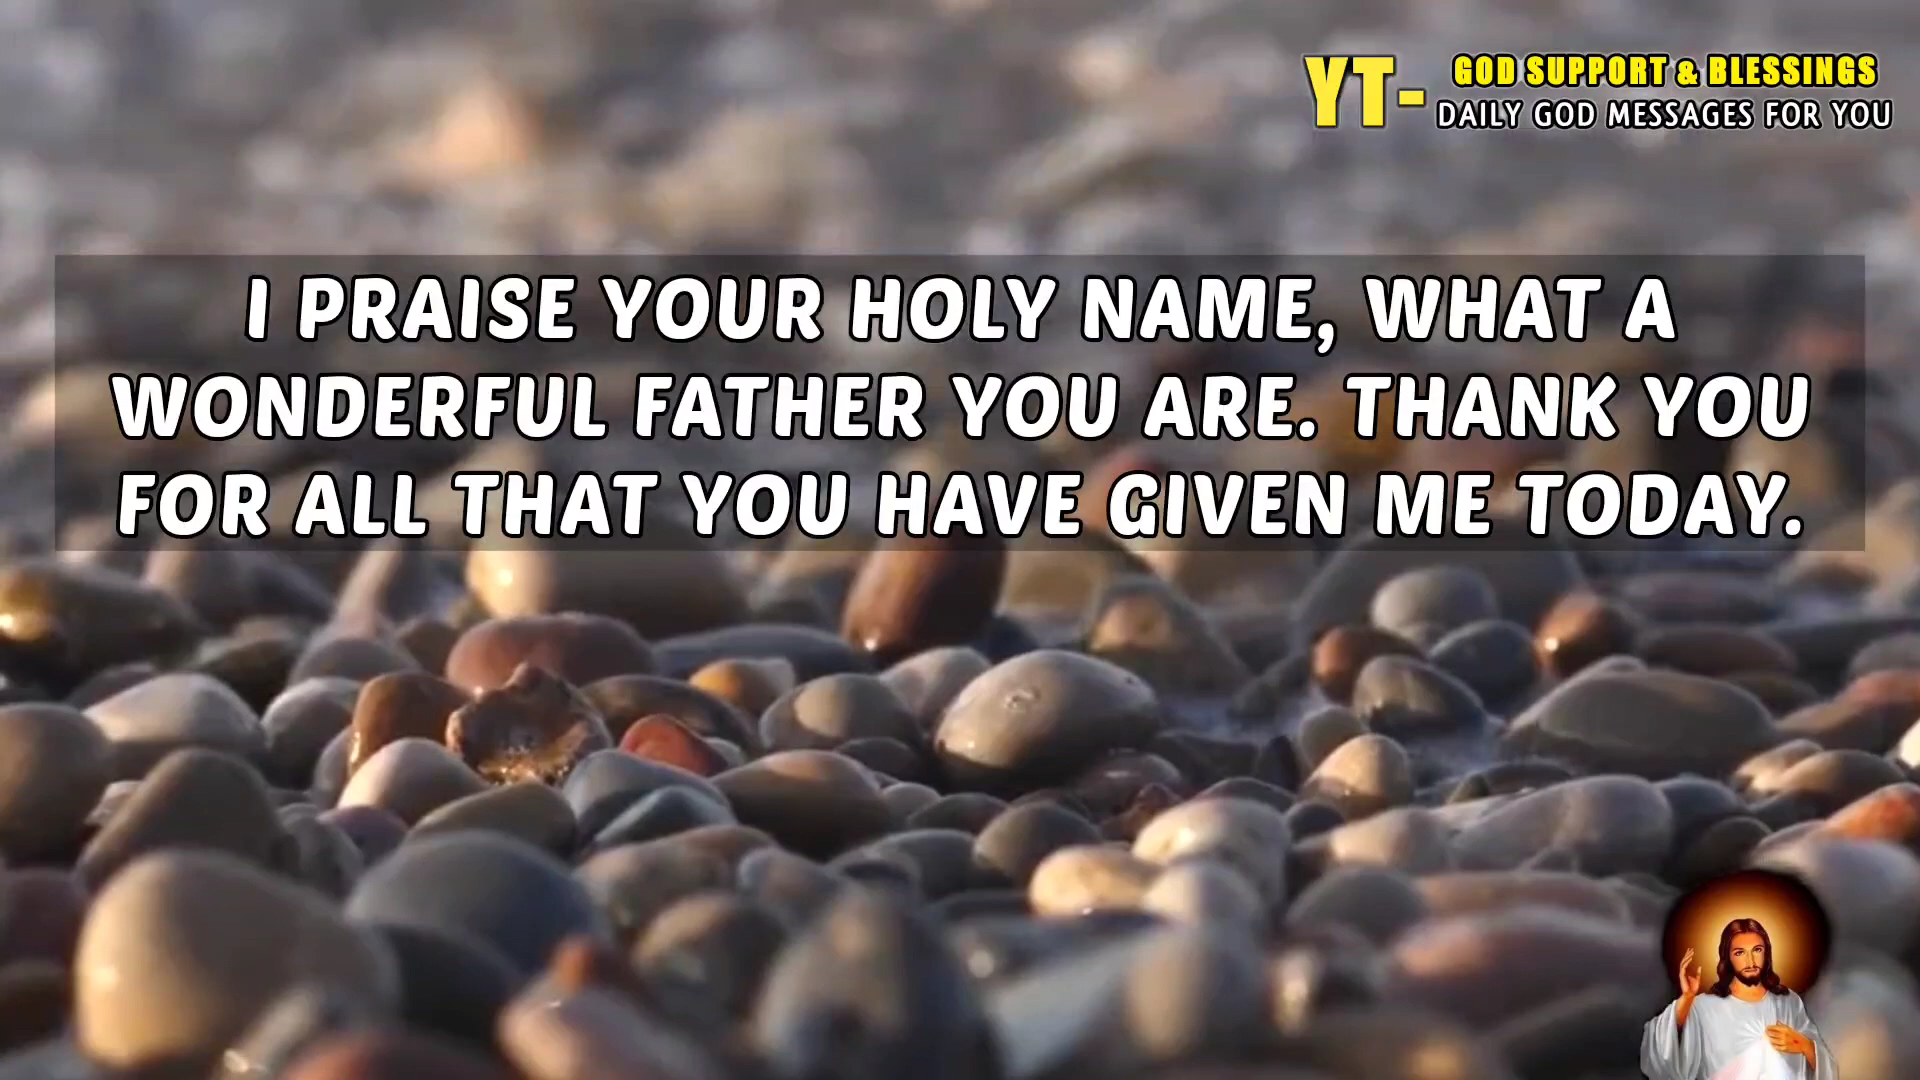 YT-
GOD SUPPORT & BLESSINGS
DAILY GOD MESSAGES FOR YOU
I PRAISE YOUR HOLY NAME, WHAT A
WONDERFUL FATHER YOU ARE. THANK YOU
FOR ALL THAT YOU HAVE GIVEN ME TODAY.